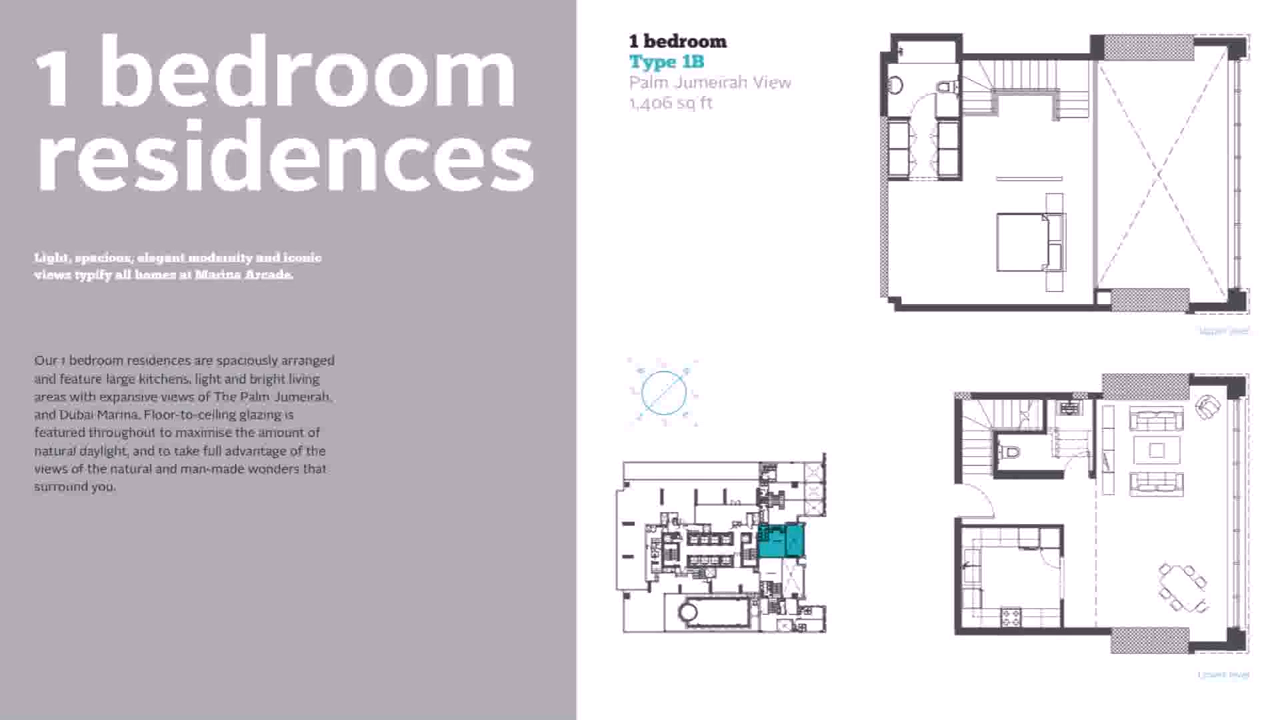 1 bedroom
residences
Light, spacious, elegant modernity and iconic
views typify all homes at Marina Arcade.
Our 1 bedroom residences are spaciously arranged
and feature large kitchens, light and bright living
areas with expansive views of The Palm Jumeirah,
and Dubai Marina. Floor-to-ceiling glazing is
featured throughout to maximise the amount of
natural daylight, and to take full advantage of the
views of the natural and man-made wonders that
surround you.
1 bedroom
Type 1B
Palm Jumeirah View
1,406 sq ft
Upper level
Lower level